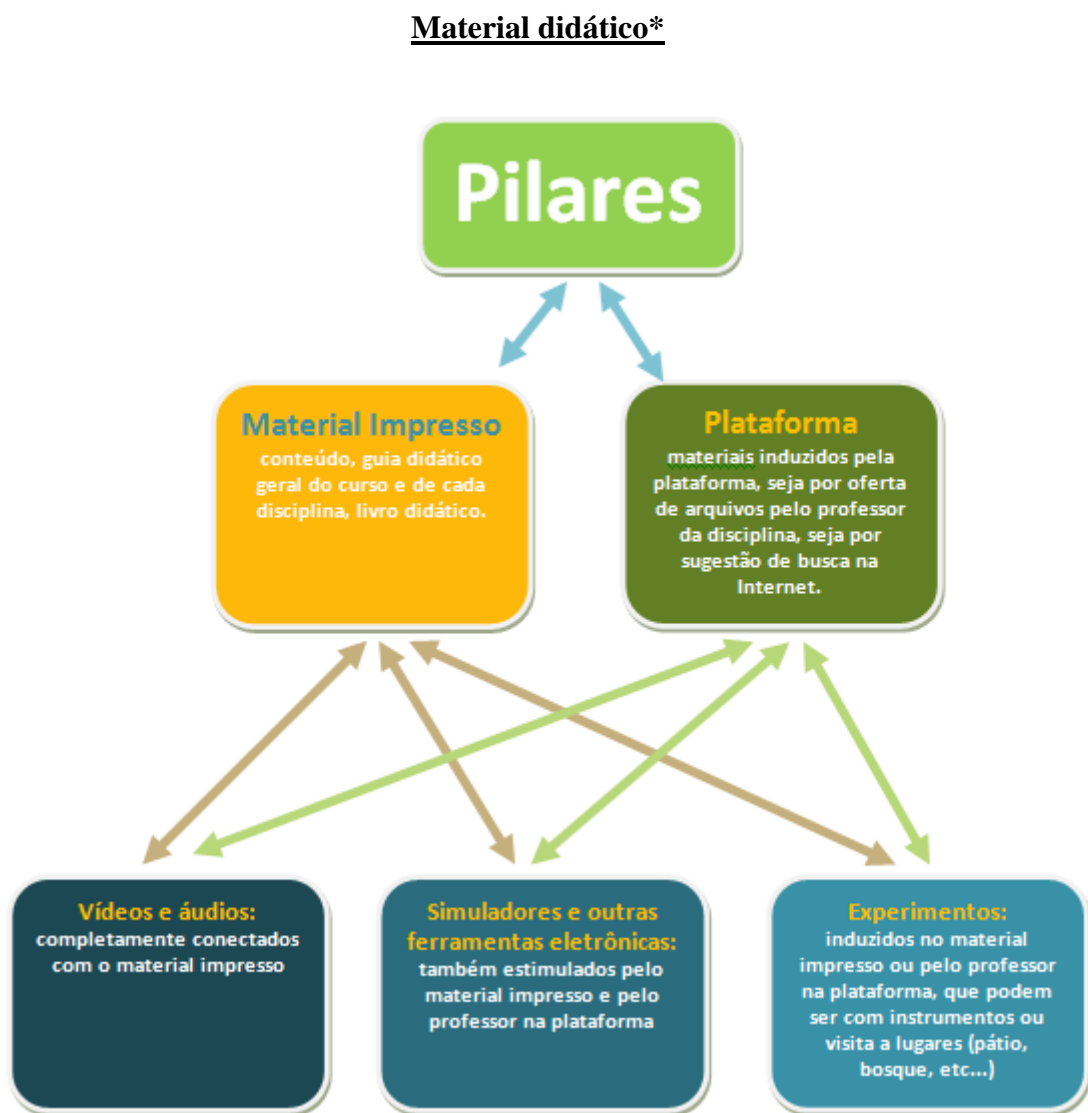 Material didático*
Pilares
Material Impresso
conteúdo, guia didático
geral do curso e de cada
disciplina, livro didático.
Plataforma
materiais induzidos pela
plataforma, seja por oferta
de arquivos pelo professor
da disciplina, seja por
sugestão de busca na
Internet.
Vídeos e áudios:
completamente conectados
com o material impresso
Simuladores e outras
ferramentas eletrônicas:
também estimulados pelo
material impresso e pelo
professor na plataforma
Experimentos:
induzidos no material
impresso ou pelo professor
na plataforma, que podem
ser com instrumentos ou
visita a lugares (pátio,
bosque, etc...)